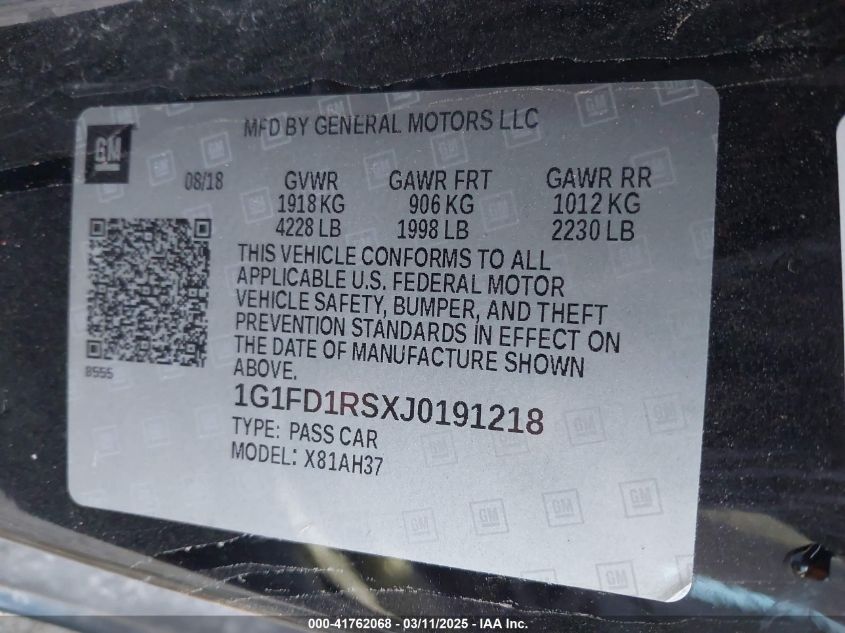 MFD BY GENERAL MOTORS LLC
GM
08/18 GVWR GAWR FRT GAWR RR
1918 KG 906 KG 1012 KG
4228 LB 1998 LB 2230 LB
THIS VEHICLE CONFORMS TO ALL
APPLICABLE U.S. FEDERAL MOTOR
VEHICLE SAFETY, BUMPER, AND THEFT
PREVENTION STANDARDS IN EFFECT ON
THE DATE OF MANUFACTURE SHOWN
ABOVE.
8555
1G1FD1RSXJ0191218
TYPE: PASS CAR
MODEL: X81AH37
000-41762068 - 03/11/2025 - IAA Inc.